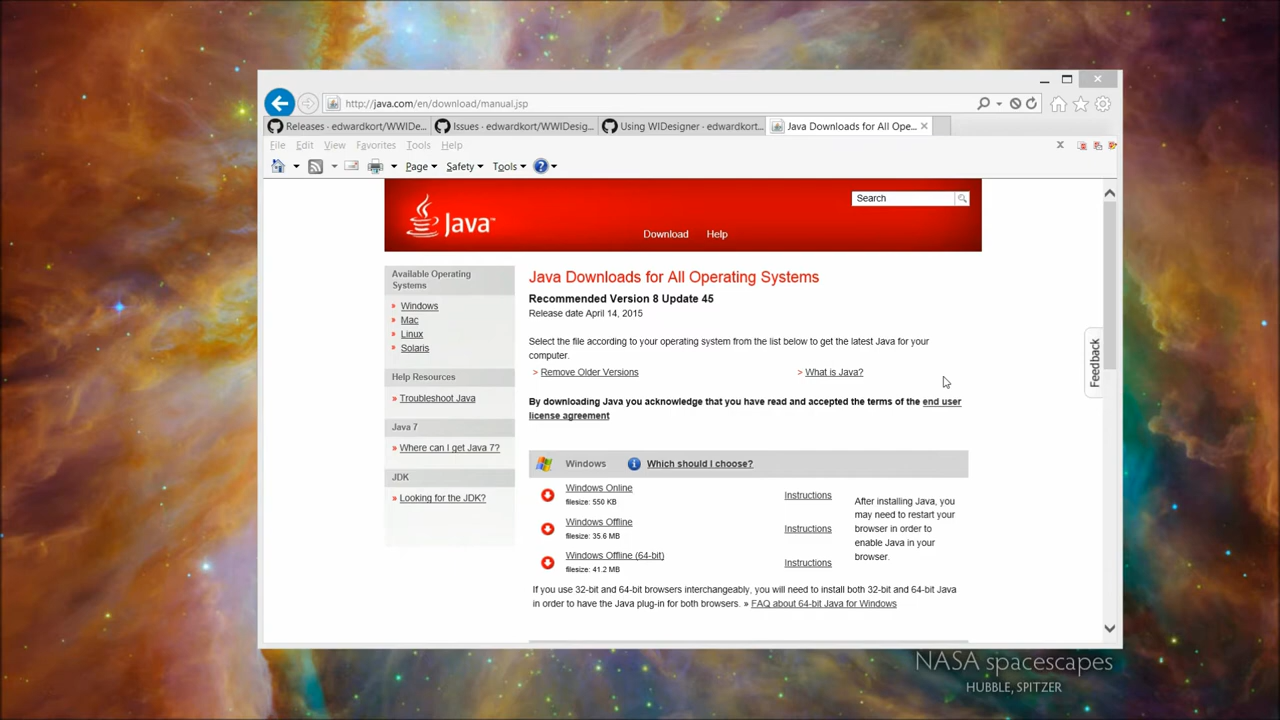 http://java.com/en/download/manual.jsp
Releases - edwardkort/WWIDe...
Issues - edwardkort/WWIDesig...
Using WIDesigner - edwardkort...
Java Downloads for All Ope...
File Edit View Favorites Tools Help
Page Safety Tools
Java
Search
Download Help
Available Operating
Systems
Windows
Mac
Linux
Solaris
Help Resources
Troubleshoot Java
Java 7
Where can I get Java 7?
JDK
Looking for the JDK?
Java Downloads for All Operating Systems
Recommended Version 8 Update 45
Release date April 14, 2015
Select the file according to your operating system from the list below to get the latest Java for your
computer.
> Remove Older Versions > What is Java?
By downloading Java you acknowledge that you have read and accepted the terms of the end user
license agreement
Windows Which should I choose?
Windows Online
filesize: 550 KB
Instructions
Windows Offline
filesize: 35.6 MB
Instructions
Windows Offline (64-bit)
filesize: 41.2 MB
Instructions
After installing Java, you
may need to restart your
browser in order to
enable Java in your
browser.
If you use 32-bit and 64-bit browsers interchangeably, you will need to install both 32-bit and 64-bit Java
in order to have the Java plug-in for both browsers. » FAQ about 64-bit Java for Windows
Feedback
NASA spacescapes
HUBBLE, SPITZER